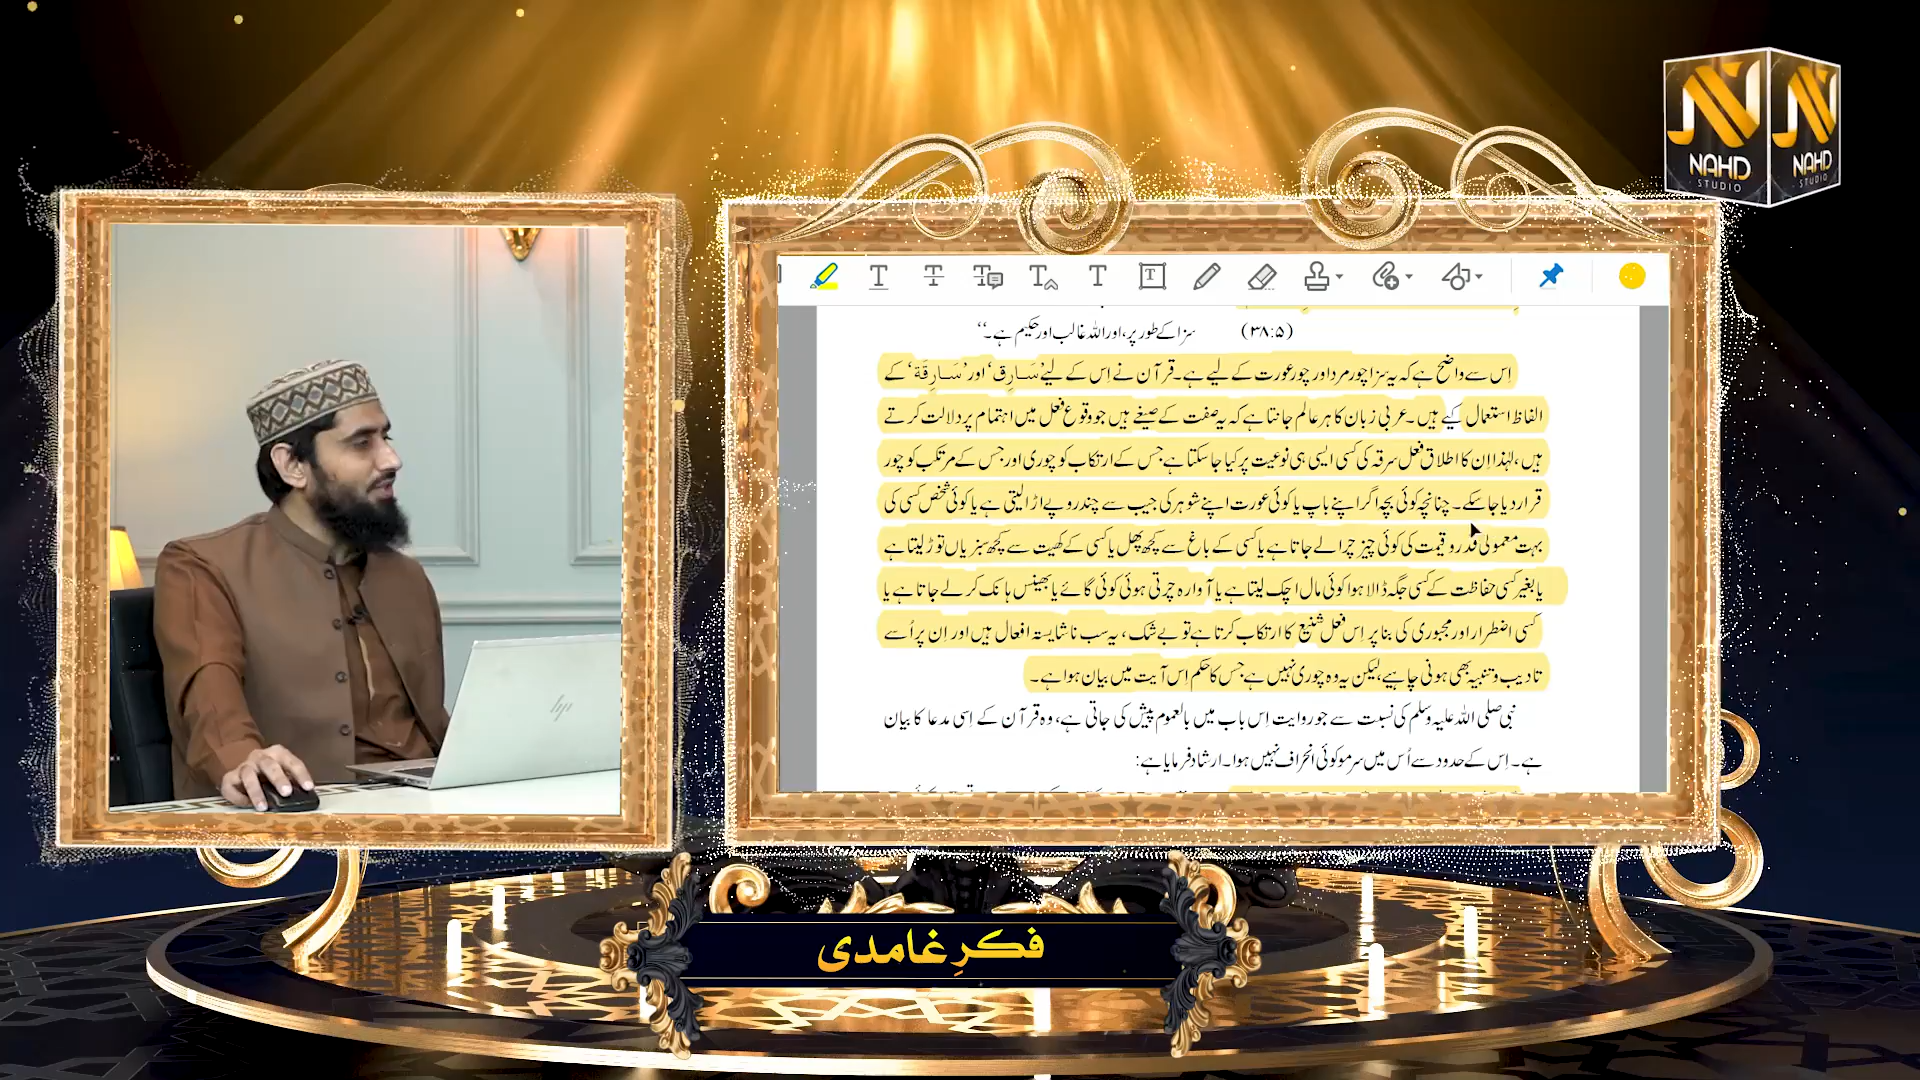 NAHD
STUDIO
NAHD
STUDIO
سزا کے طور پر، اور اللہ غالب اور حکیم ہے۔‘‘ (۳۸:۵)
اِس سے واضح ہے کہ یہ سزا چور مرد اور چور عورت کے لیے ہے۔ قرآن نے اِس کے لیے ’سَارِق‘ اور ’سَارِقَة‘ کے
الفاظ استعمال کیے ہیں۔ عربی زبان کا ہر عالم جانتا ہے کہ یہ صفت کے صیغے ہیں جو وقوع فعل میں اہتمام پر دلالت کرتے
ہیں، لہٰذا اِن کا اطلاق فعل سرقہ کی کسی ایسی ہی نوعیت پر کیا جا سکتا ہے جس کے ارتکاب کو چوری اور جس کے مرتکب کو چور
قرار دیا جا سکے۔ چنانچہ کوئی بچہ اگر اپنے باپ یا کوئی عورت اپنے شوہر کی جیب سے چند روپے اڑا لیتی ہے یا کوئی شخص کسی کی
بہت معمولی قدر و قیمت کی کوئی چیز چرا لے جاتا ہے یا کسی کے باغ سے کچھ پھل یا کسی کے کھیت سے کچھ سبزیاں توڑ لیتا ہے
یا بغیر کسی حفاظت کے کسی جگہ ڈالا ہوا کوئی مال اچک لیتا ہے یا آوارہ چرتی ہوئی کوئی گائے یا بھینس ہانک کر لے جاتا ہے یا
کسی اضطرار اور مجبوری کی بنا پر اِس فعل شنیع کا ارتکاب کرتا ہے تو بے شک، یہ سب ناشایستہ افعال ہیں اور اِن پر اُسے
تادیب و تنبیہ بھی ہونی چاہیے، لیکن یہ وہ چوری نہیں ہے جس کا حکم اِس آیت میں بیان ہوا ہے۔
نبی صلی اللہ علیہ وسلم کی نسبت سے جو روایت اِس باب میں بالعموم پیش کی جاتی ہے، وہ قرآن کے اِسی مدعا کا بیان
ہے۔ اِس کے حدود سے اُس میں سرمو کوئی انحراف نہیں ہوا۔ ارشاد فرمایا ہے:
hp
فکرِ غامدی